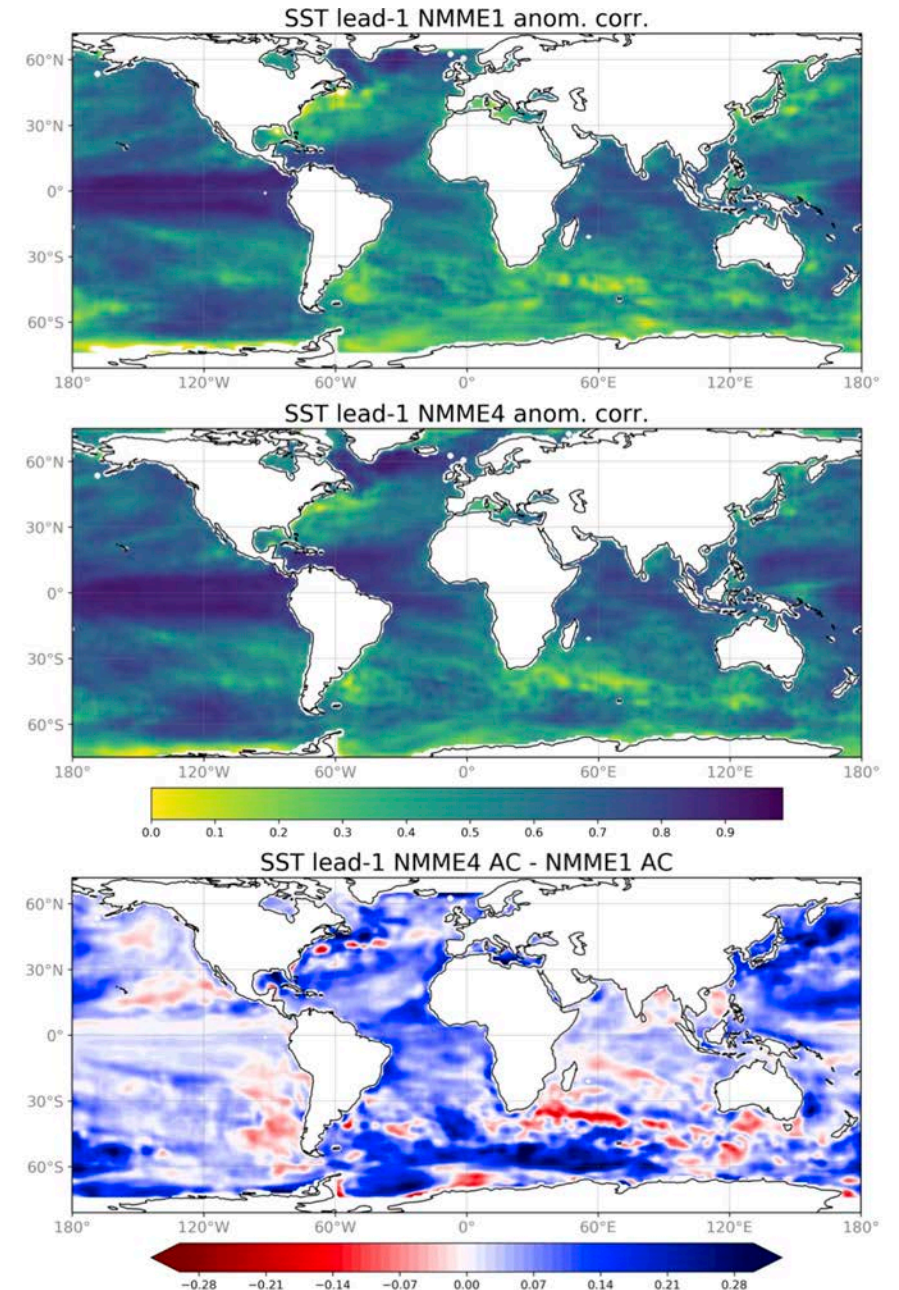 SST lead-1 NMME1 anom. corr.
60°N
30°N
0°
30°S
60°S
180° 120°W 60°W 0° 60°E 120°E 180°
SST lead-1 NMME4 anom. corr.
60°N
30°N
0°
30°S
60°S
180° 120°W 60°W 0° 60°E 120°E 180°
0.0 0.1 0.2 0.3 0.4 0.5 0.6 0.7 0.8 0.9
SST lead-1 NMME4 AC - NMME1 AC
60°N
30°N
0°
30°S
60°S
180° 120°W 60°W 0° 60°E 120°E 180°
−0.28 −0.21 −0.14 −0.07 0.00 0.07 0.14 0.21 0.28